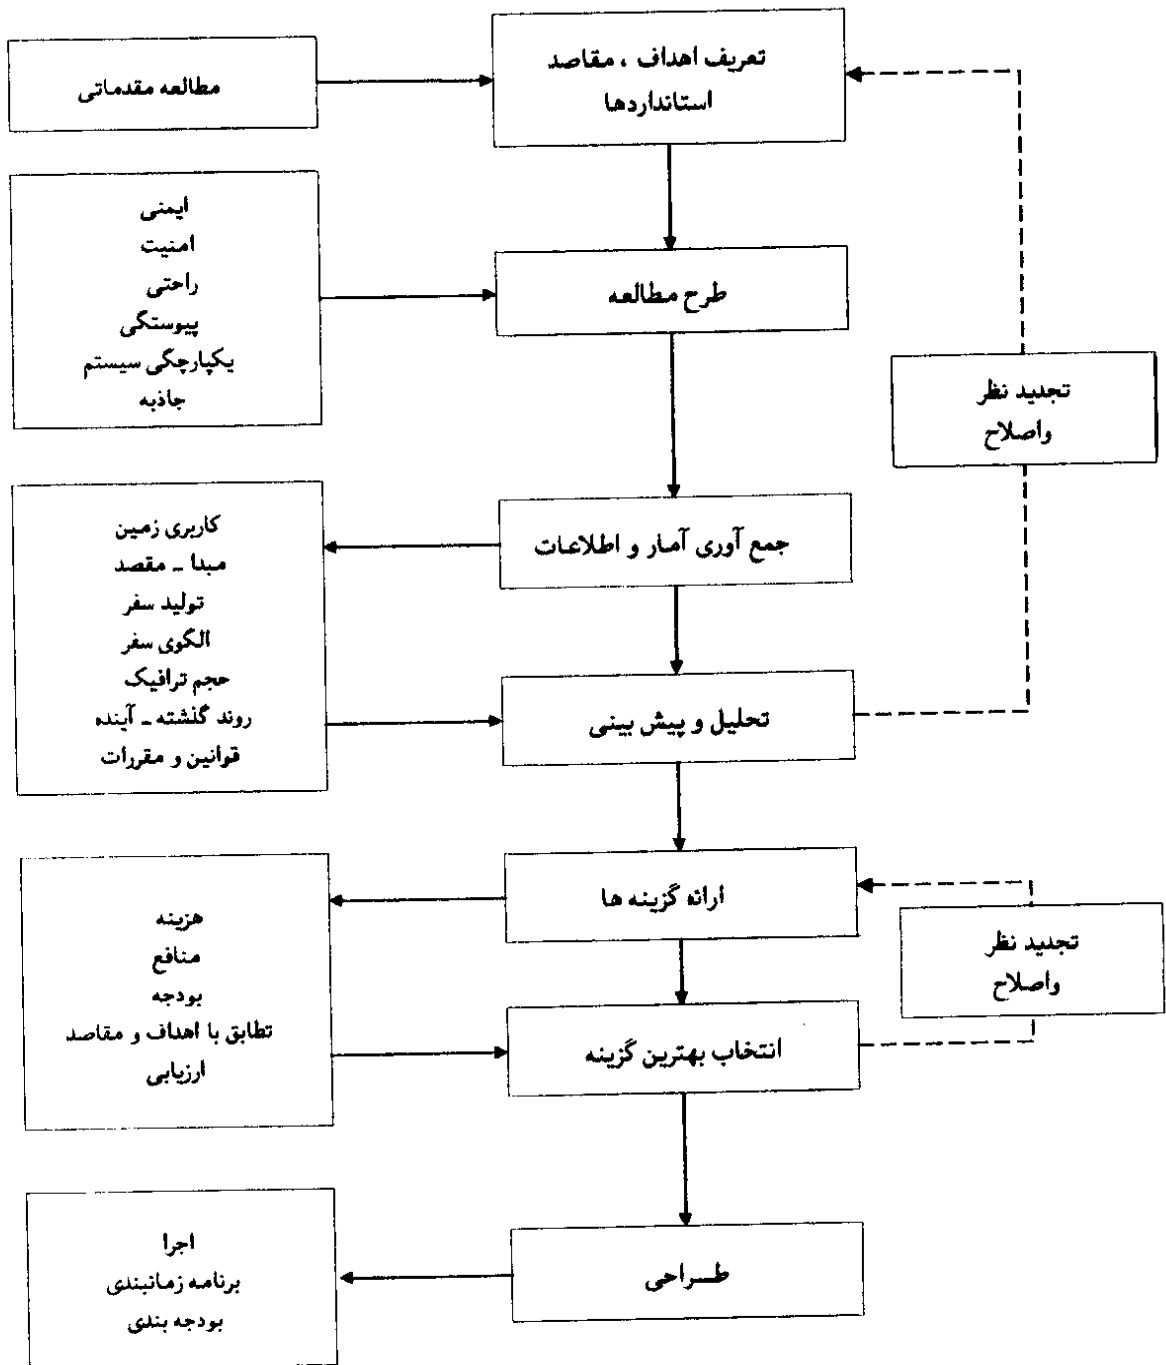 تعریف اهداف ، مقاصد
استانداردها
مطالعه مقدماتی
ایمنی
امنیت
راحتی
پیوستگی
یکپارچگی سیستم
جاذبه
طرح مطالعه
تجدید نظر
واصلاح
جمع آوری آمار و اطلاعات
کاربری زمین
مبدا ـ مقصد
تولید سفر
الگوی سفر
حجم ترافیک
روند گذشته ـ آینده
قوانین و مقررات
تحلیل و پیش بینی
ارائه گزینه ها
هزینه
منافع
بودجه
تطابق با اهداف و مقاصد
ارزیابی
تجدید نظر
واصلاح
انتخاب بهترین گزینه
طـراحی
اجرا
برنامه زمانبندی
بودجه بندی